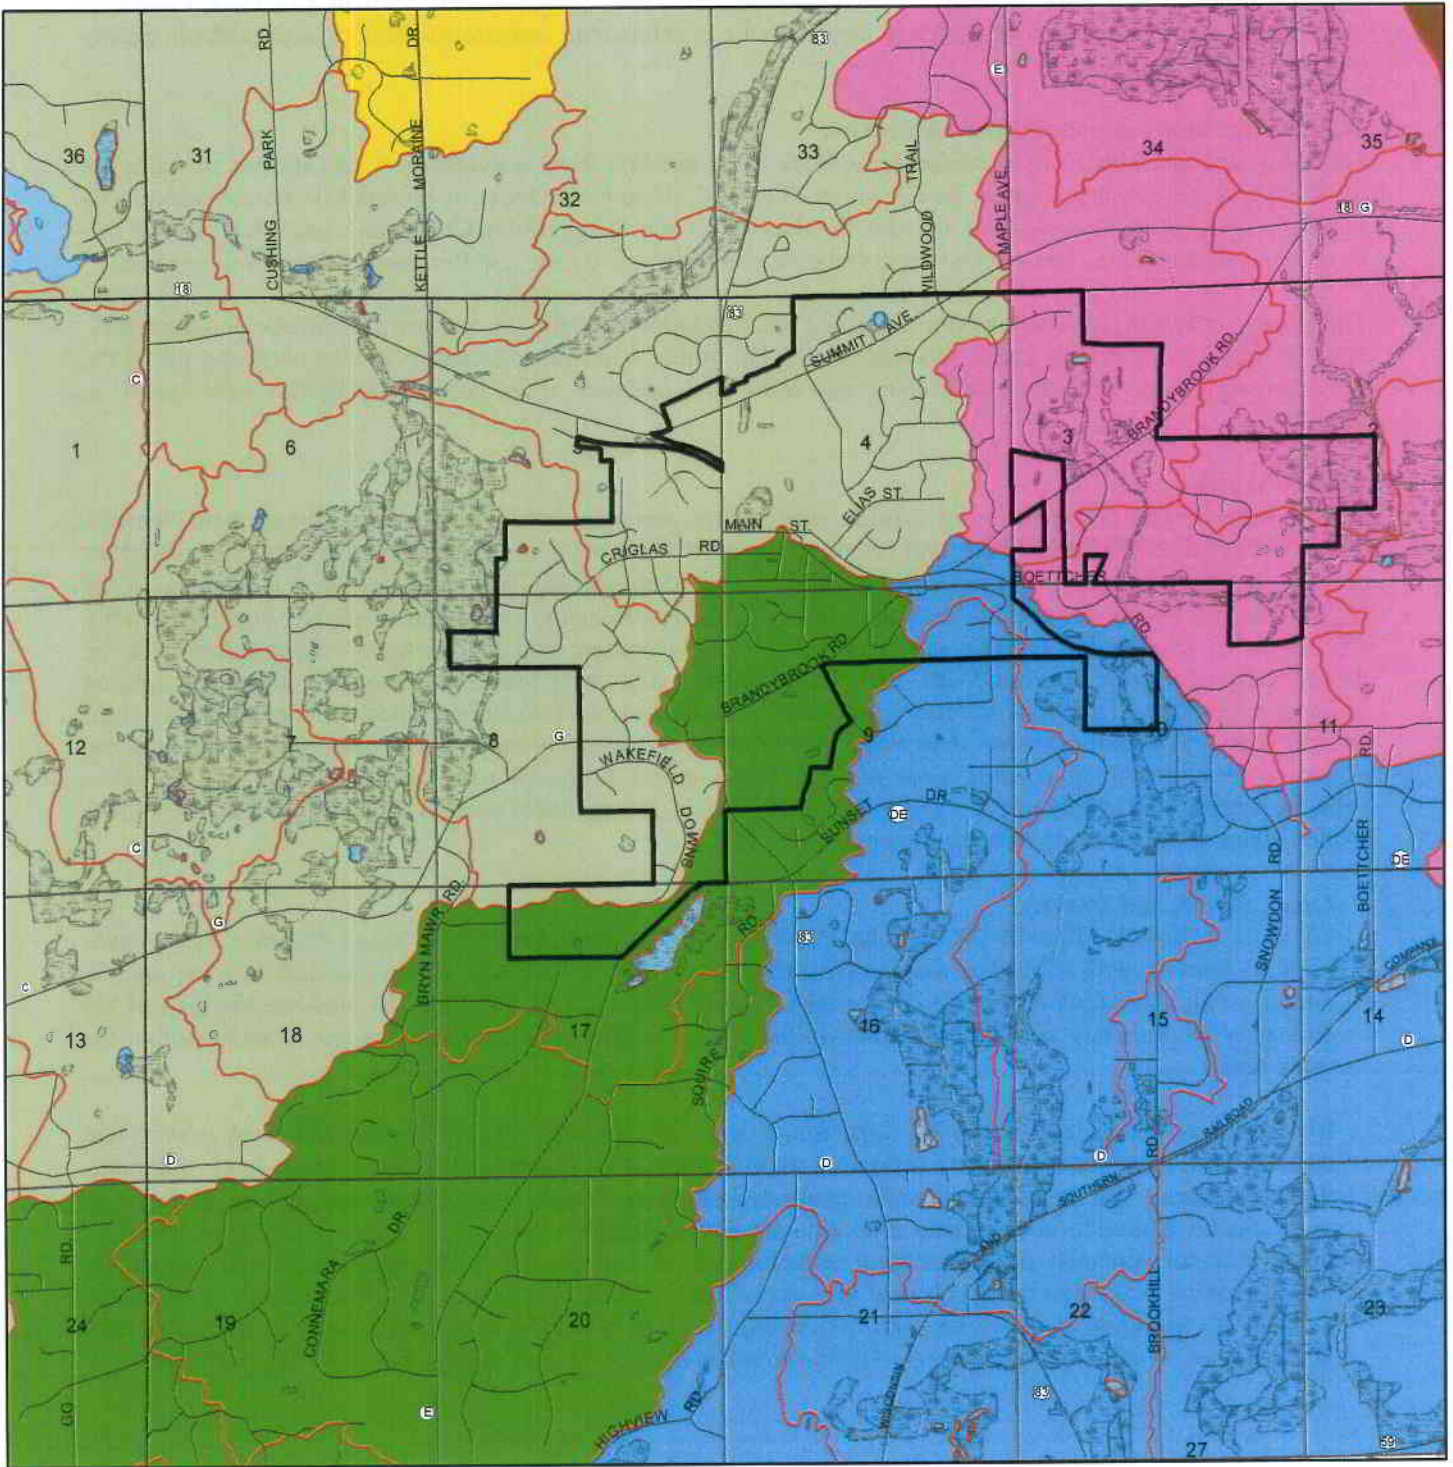 RD
DR
83
E
PARK
36
31
33
34
35
MORAINE
TRAIL
32
MAPLE AVE.
18 G
CUSHING
KETTLE
WILDWOOD
18
83
SUMMIT AVE.
C
BRANDYBROOK RD.
1
6
5
4
3
2
ELIAS ST.
MAIN ST.
CRIGLAS RD
BOETTCHER
RD
BRANDYBROOK RD
12
7
8
G
9
10
11
WAKEFIELD
DOWNS
RD.
SUNSET DR
DE
C
DE
BOETTCHER
SNOWDON RD
BRYN MAWR RD.
G
RD.
83
C
COMPANY
13
18
17
16
15
14
D
SQUIRE
RAILROAD
D
D
D
RD
SOUTHERN
AND
RD.
CONNEMARA DR
24
19
20
21
22
23
BROOKHILL
WISCONSIN
83
GG
E
HIGHVIEW RD
27
59